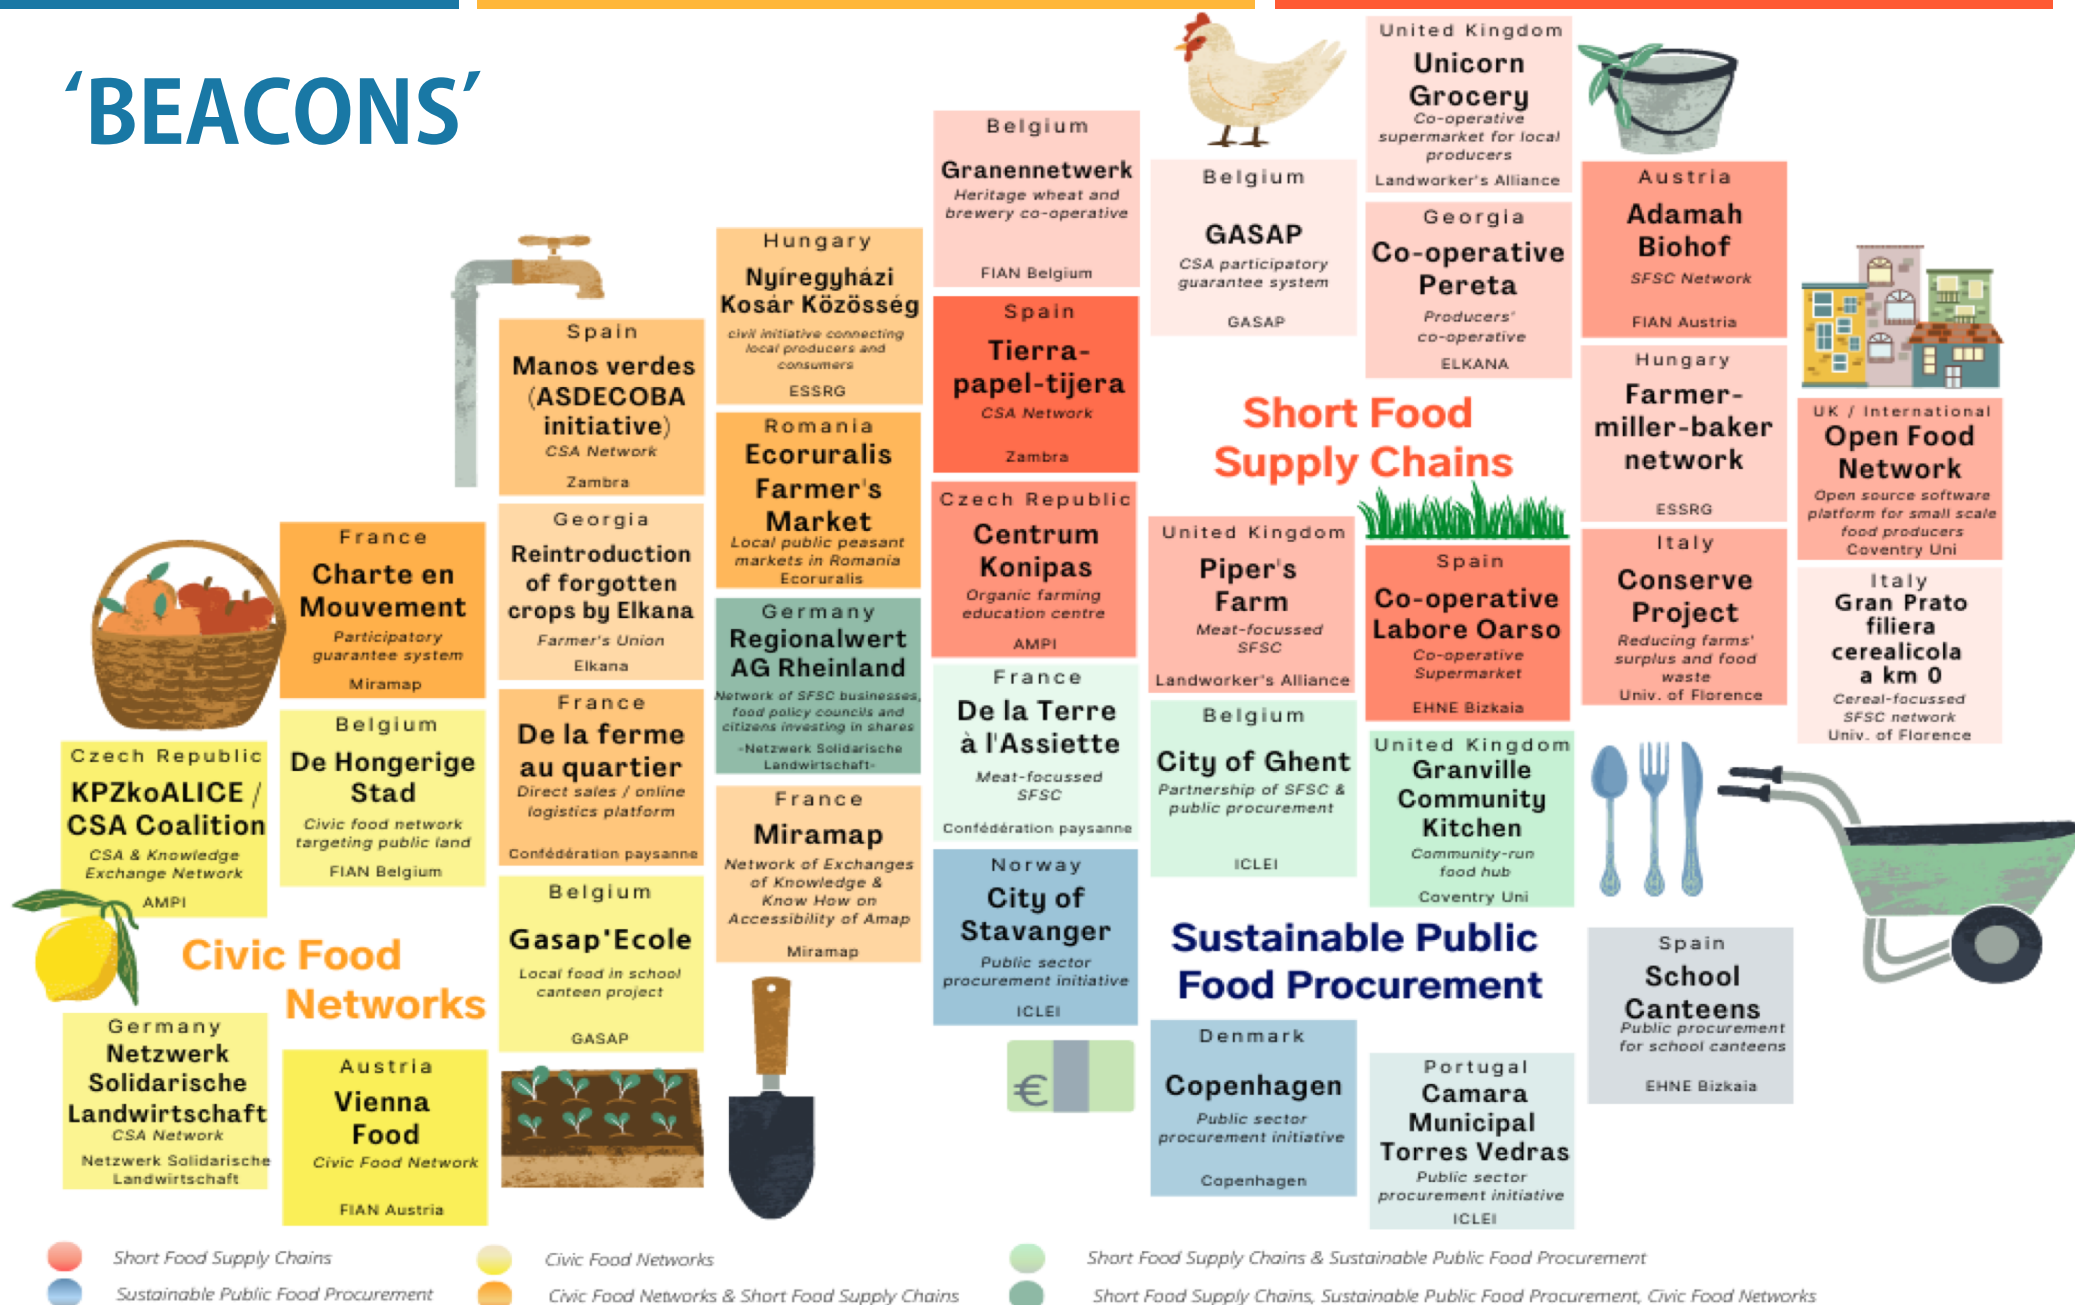 ‘BEACONS’
Czech Republic
KPZkoALICE /
CSA Coalition
CSA & Knowledge
Exchange Network
AMPI
Civic Food
Networks
Germany
Netzwerk
Solidarische
Landwirtschaft
CSA Network
Netzwerk Solidarische
Landwirtschaft
France
Charte en
Mouvement
Participatory
guarantee system
Miramap
Belgium
De Hongerige
Stad
Civic food network
targeting public land
FIAN Belgium
Austria
Vienna
Food
Civic Food Network
FIAN Austria
Spain
Manos verdes
(ASDECOBA
initiative)
CSA Network
Zambra
Georgia
Reintroduction
of forgotten
crops by Elkana
Farmer's Union
Elkana
France
De la ferme
au quartier
Direct sales / online
logistics platform
Confédération paysanne
Belgium
Gasap'Ecole
Local food in school
canteen project
GASAP
Hungary
Nyíregyházi
Kosár Közösség
civil initiative connecting
local producers and
consumers
ESSRG
Romania
Ecoruralis
Farmer's
Market
Local public peasant
markets in Romania
Ecoruralis
Germany
Regionalwert
AG Rheinland
Network of SFSC businesses,
food policy councils and
citizens investing in shares
-Netzwerk Solidarische
Landwirtschaft-
France
Miramap
Network of Exchanges
of Knowledge &
Know How on
Accessibility of Amap
Miramap
Belgium
Granennetwerk
Heritage wheat and
brewery co-operative
FIAN Belgium
Spain
Tierra-
papel-tijera
CSA Network
Zambra
Czech Republic
Centrum
Konipas
Organic farming
education centre
AMPI
France
De la Terre
à l'Assiette
Meat-focussed
SFSC
Confédération paysanne
Norway
City of
Stavanger
Public sector
procurement initiative
ICLEI
€
Belgium
GASAP
CSA participatory
guarantee system
GASAP
Short Food
Supply Chains
United Kingdom
Piper's
Farm
Meat-focussed
SFSC
Landworker's Alliance
Belgium
City of Ghent
Partnership of SFSC &
public procurement
ICLEI
Sustainable Public
Food Procurement
Denmark
Copenhagen
Public sector
procurement initiative
Copenhagen
United Kingdom
Unicorn
Grocery
Co-operative
supermarket for local
producers
Landworker's Alliance
Georgia
Co-operative
Pereta
Producers'
co-operative
ELKANA
Spain
Co-operative
Labore Oarso
Co-operative
Supermarket
EHNE Bizkaia
United Kingdom
Granville
Community
Kitchen
Community-run
food hub
Coventry Uni
Portugal
Camara
Municipal
Torres Vedras
Public sector
procurement initiative
ICLEI
Austria
Adamah
Biohof
SFSC Network
FIAN Austria
Hungary
Farmer-
miller-baker
network
ESSRG
Italy
Conserve
Project
Reducing farms'
surplus and food
waste
Univ. of Florence
Spain
School
Canteens
Public procurement
for school canteens
EHNE Bizkaia
UK / International
Open Food
Network
Open source software
platform for small scale
food producers
Coventry Uni
Italy
Gran Prato
filiera
cerealicola
a km 0
Cereal-focussed
SFSC network
Univ. of Florence
Short Food Supply Chains
Sustainable Public Food Procurement
Civic Food Networks
Civic Food Networks & Short Food Supply Chains
Short Food Supply Chains & Sustainable Public Food Procurement
Short Food Supply Chains, Sustainable Public Food Procurement, Civic Food Networks